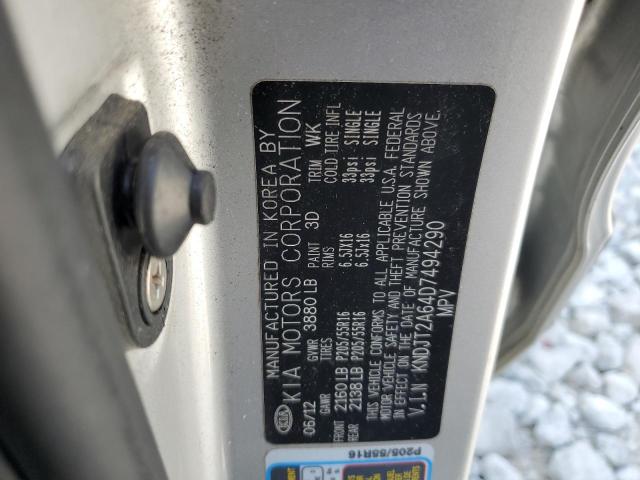 MANUFACTURED IN KOREA BY
KIA KIA MOTORS CORPORATION
06/12 GVWR 3880 LB PAINT 3D TRIM WK
GAWR TIRES RIMS COLD TIRE INFL
FRONT 2160 LB P205/55R16 6.5JX16 33psi SINGLE
REAR 2138 LB P205/55R16 6.5JX16 33psi SINGLE
THIS VEHICLE CONFORMS TO ALL APPLICABLE U.S.A. FEDERAL
MOTOR VEHICLE SAFETY AND THEFT PREVENTION STANDARDS
IN EFFECT ON THE DATE OF MANUFACTURE SHOWN ABOVE.
V.I.N KNDJT2A64D7494290
MPV
P205/55R16